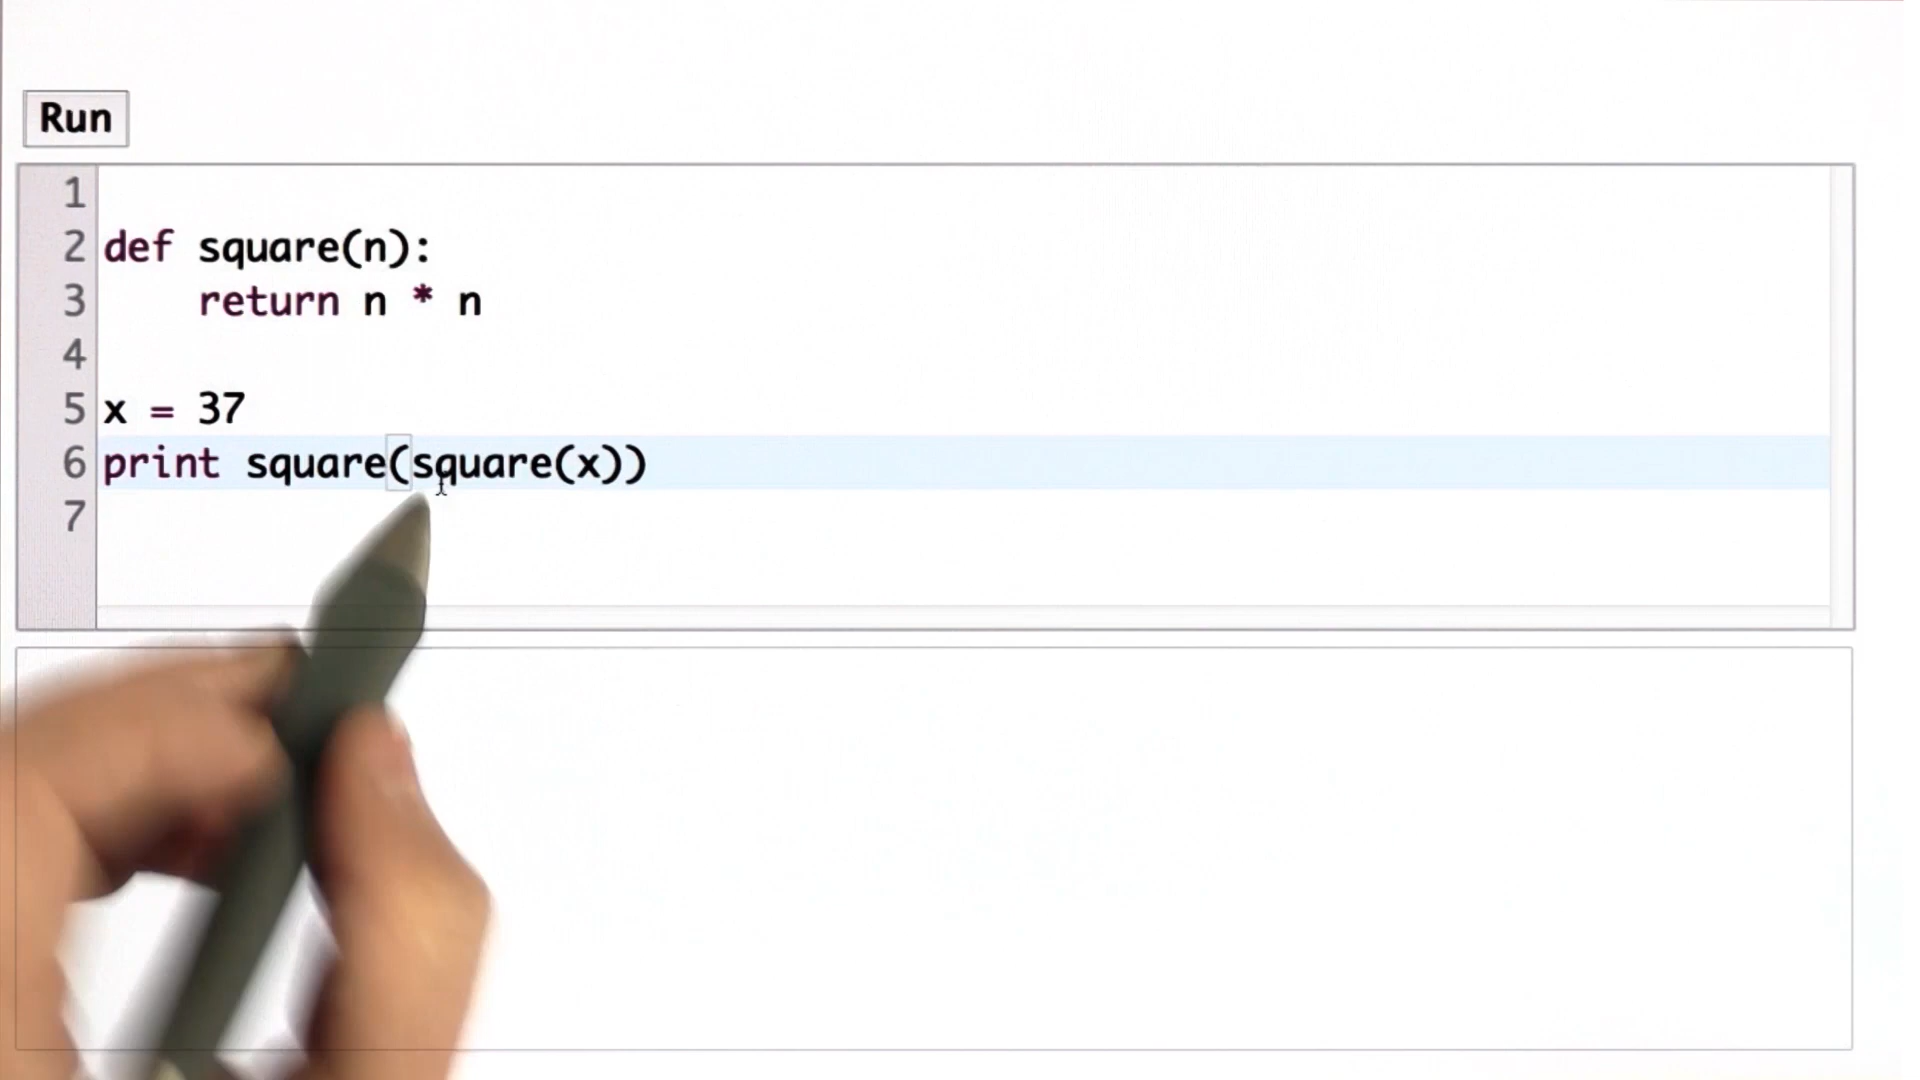 Run
1
2 def square(n):
3 return n * n
4
5 x = 37
6 print square(square(x))
7